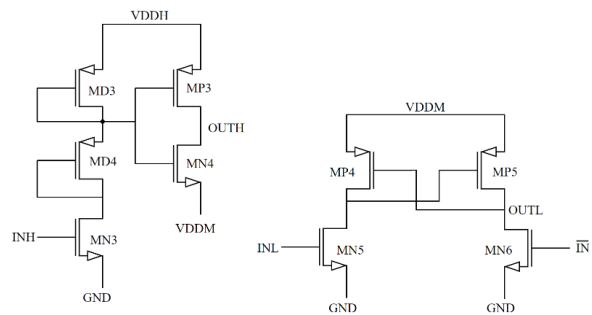 VDDH
MD3
MP3
OUTH
MD4
MN4
VDDM
INH
MN3
GND
VDDM
MP4
MP5
OUTL
INL
MN5
MN6
I̅N̅
GND
GND